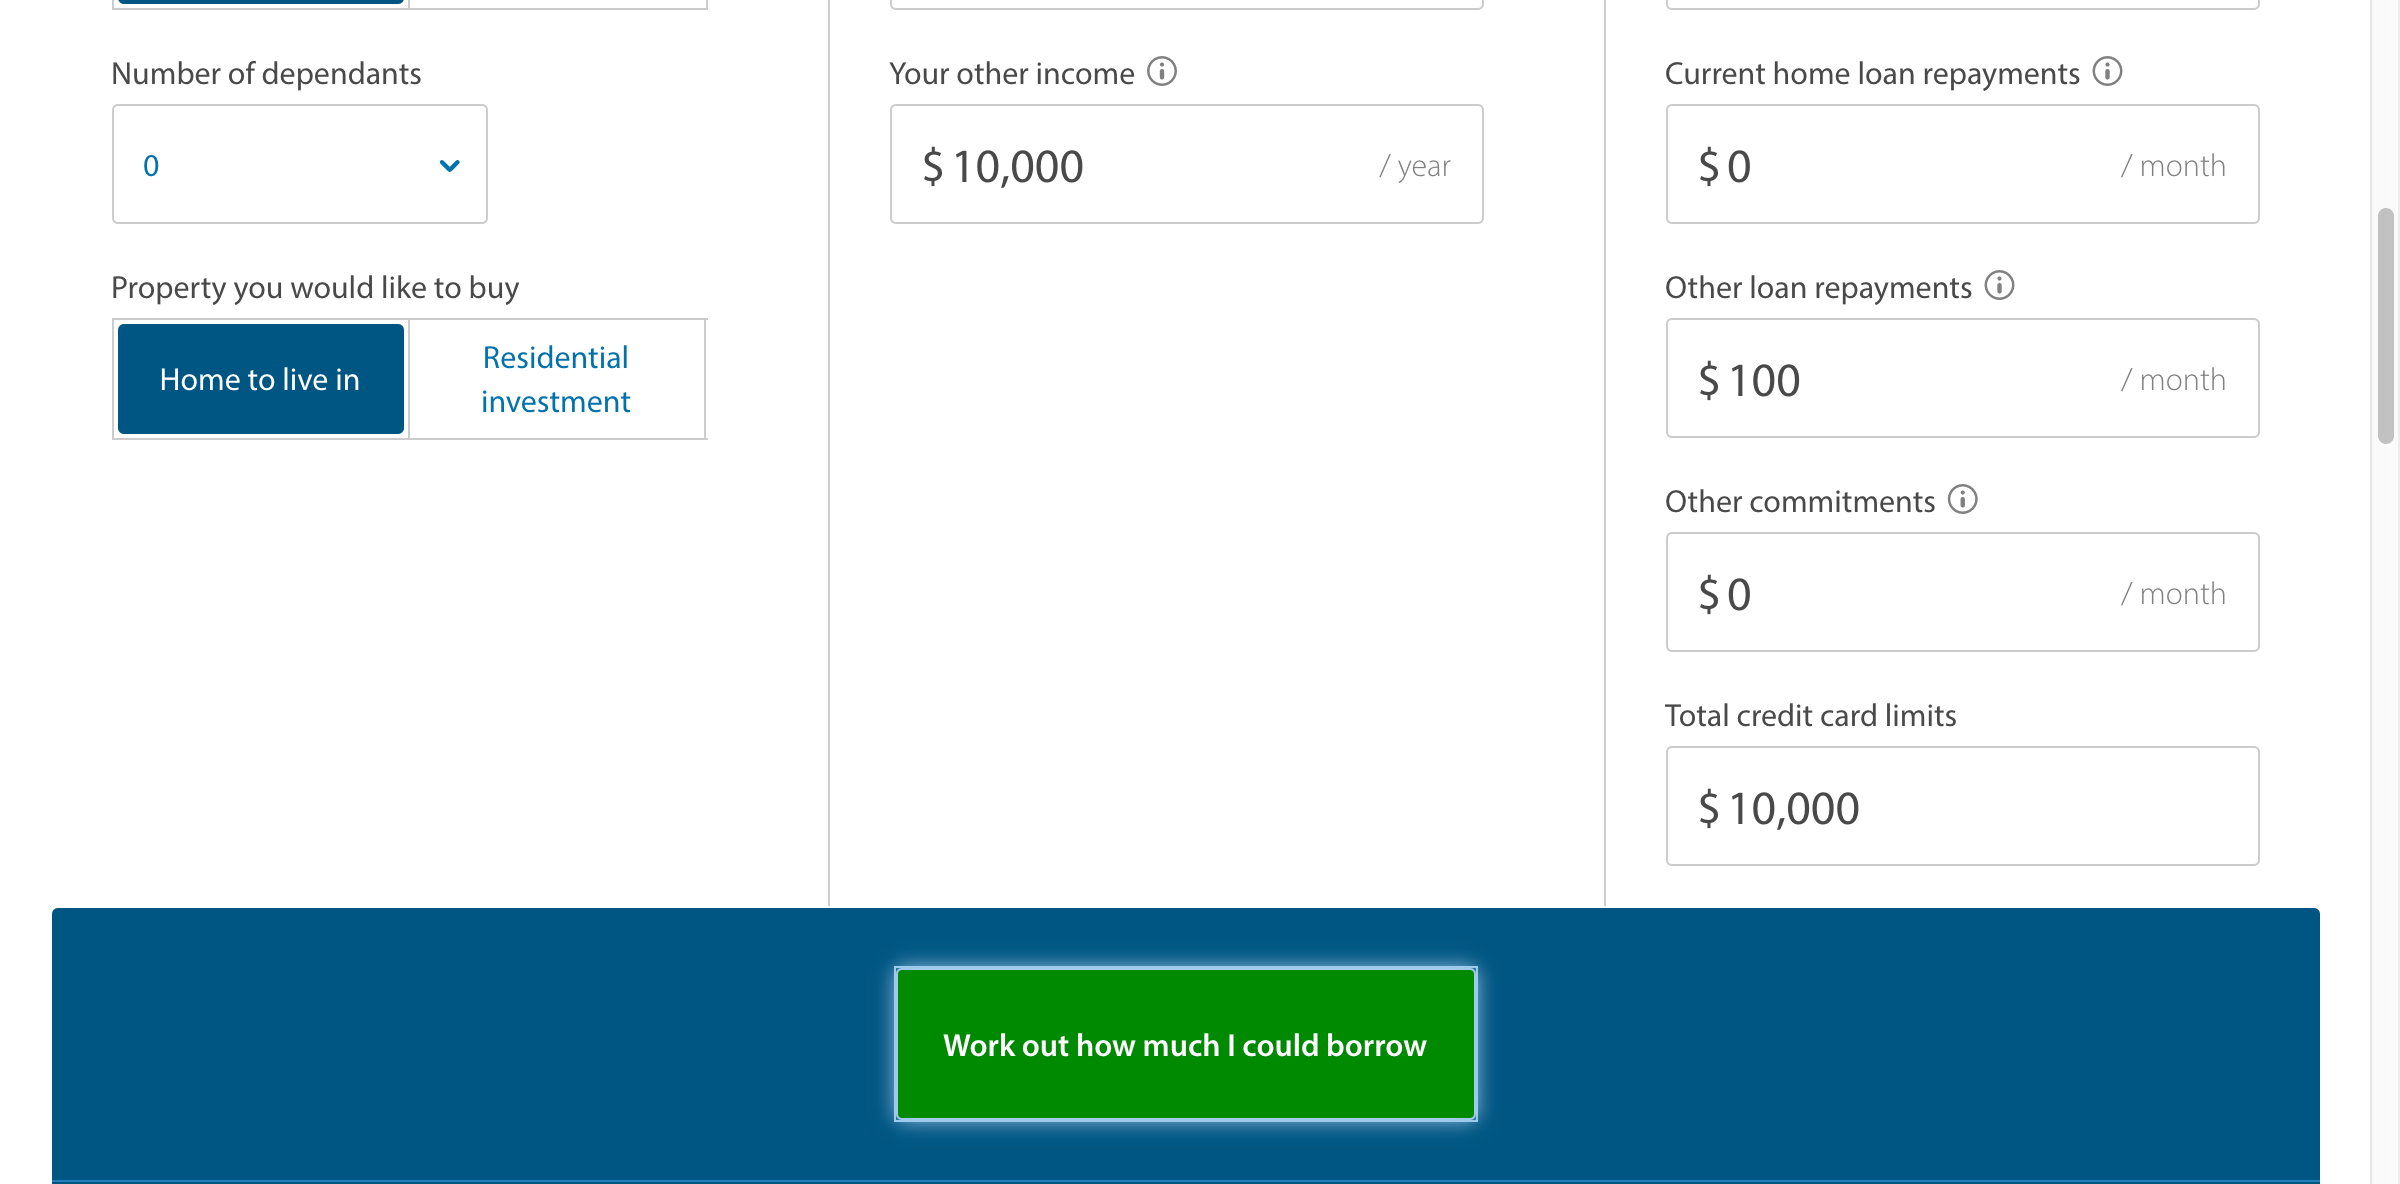 Number of dependants
0
Property you would like to buy
Home to live in
Residential
investment
Your other income
$ 10,000 / year
Current home loan repayments
$ 0 / month
Other loan repayments
$ 100 / month
Other commitments
$ 0 / month
Total credit card limits
$ 10,000
Work out how much I could borrow